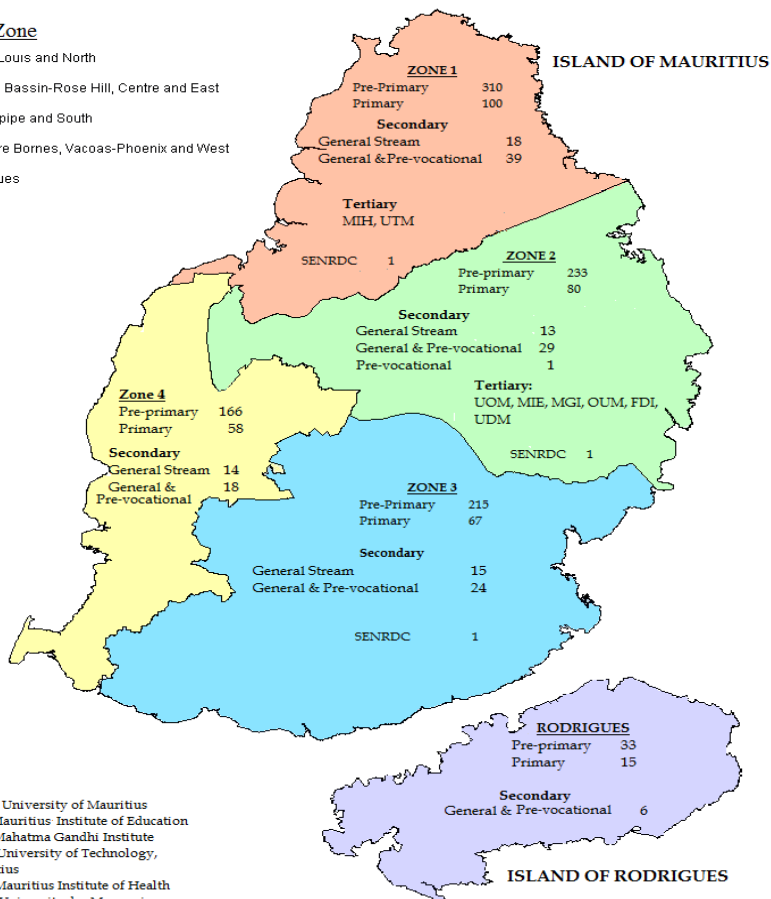 Zone
Louis and North
Bassin-Rose Hill, Centre and East
pipe and South
re Bornes, Vacoas-Phoenix and West
ues
ISLAND OF MAURITIUS
ZONE 1
Pre-Primary 310
Primary 100
Secondary
General Stream 18
General &Pre-vocational 39
Tertiary
MIH, UTM
SENRDC 1
ZONE 2
Pre-primary 233
Primary 80
Secondary
General Stream 13
General & Pre-vocational 29
Pre-vocational 1
Tertiary:
UOM, MIE, MGI, OUM, FDI,
UDM
SENRDC 1
Zone 4
Pre-primary 166
Primary 58
Secondary
General Stream 14
General & 18
Pre-vocational
ZONE 3
Pre-Primary 215
Primary 67
Secondary
General Stream 15
General & Pre-vocational 24
SENRDC 1
RODRIGUES
Pre-primary 33
Primary 15
Secondary
General & Pre-vocational 6
ISLAND OF RODRIGUES
University of Mauritius
Mauritius Institute of Education
Mahatma Gandhi Institute
University of Technology,
tius
Mauritius Institute of Health